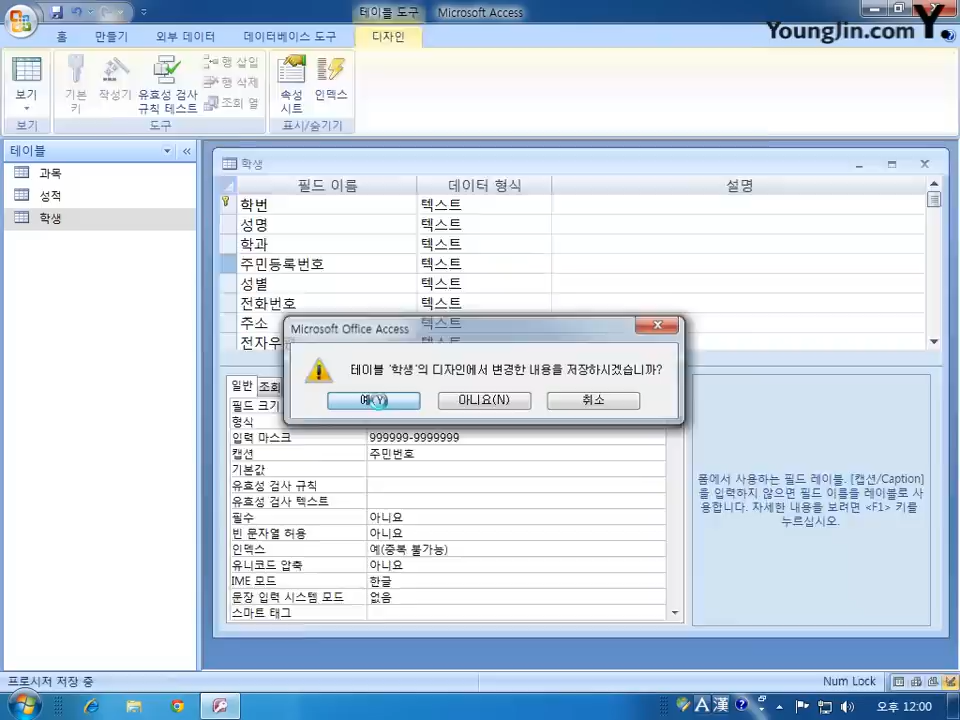 테이블 도구 Microsoft Access
YoungJin.com Y.
홈 만들기 외부 데이터 데이터베이스 도구 디자인
행 삽입
행 삭제
조회 열
보기 기본 키 작성기 유효성 검사 규칙 테스트 속성 시트 인덱스
보기 도구 표시/숨기기
테이블
과목
성적
학생
학생
필드 이름 데이터 형식 설명
학번 텍스트
성명 텍스트
학과 텍스트
주민등록번호 텍스트
성별 텍스트
전화번호 텍스트
주소 텍스트
Microsoft Office Access
테이블 '학생'의 디자인에서 변경한 내용을 저장하시겠습니까?
예(Y) 아니요(N) 취소
일반 조회
필드 크기
형식
입력 마스크 999999-9999999
캡션 주민번호
기본값
유효성 검사 규칙
유효성 검사 텍스트
필수 아니요
빈 문자열 허용 아니요
인덱스 예(중복 불가능)
유니코드 압축 아니요
IME 모드 한글
문장 입력 시스템 모드 없음
스마트 태그
폼에서 사용하는 필드 레이블. [캡션/Caption]
을 입력하지 않으면 필드 이름을 레이블로 사
용합니다. 자세한 내용을 보려면 <F1> 키를
누르십시오.
프로시저 저장 중 Num Lock
A 漢 오후 12:00